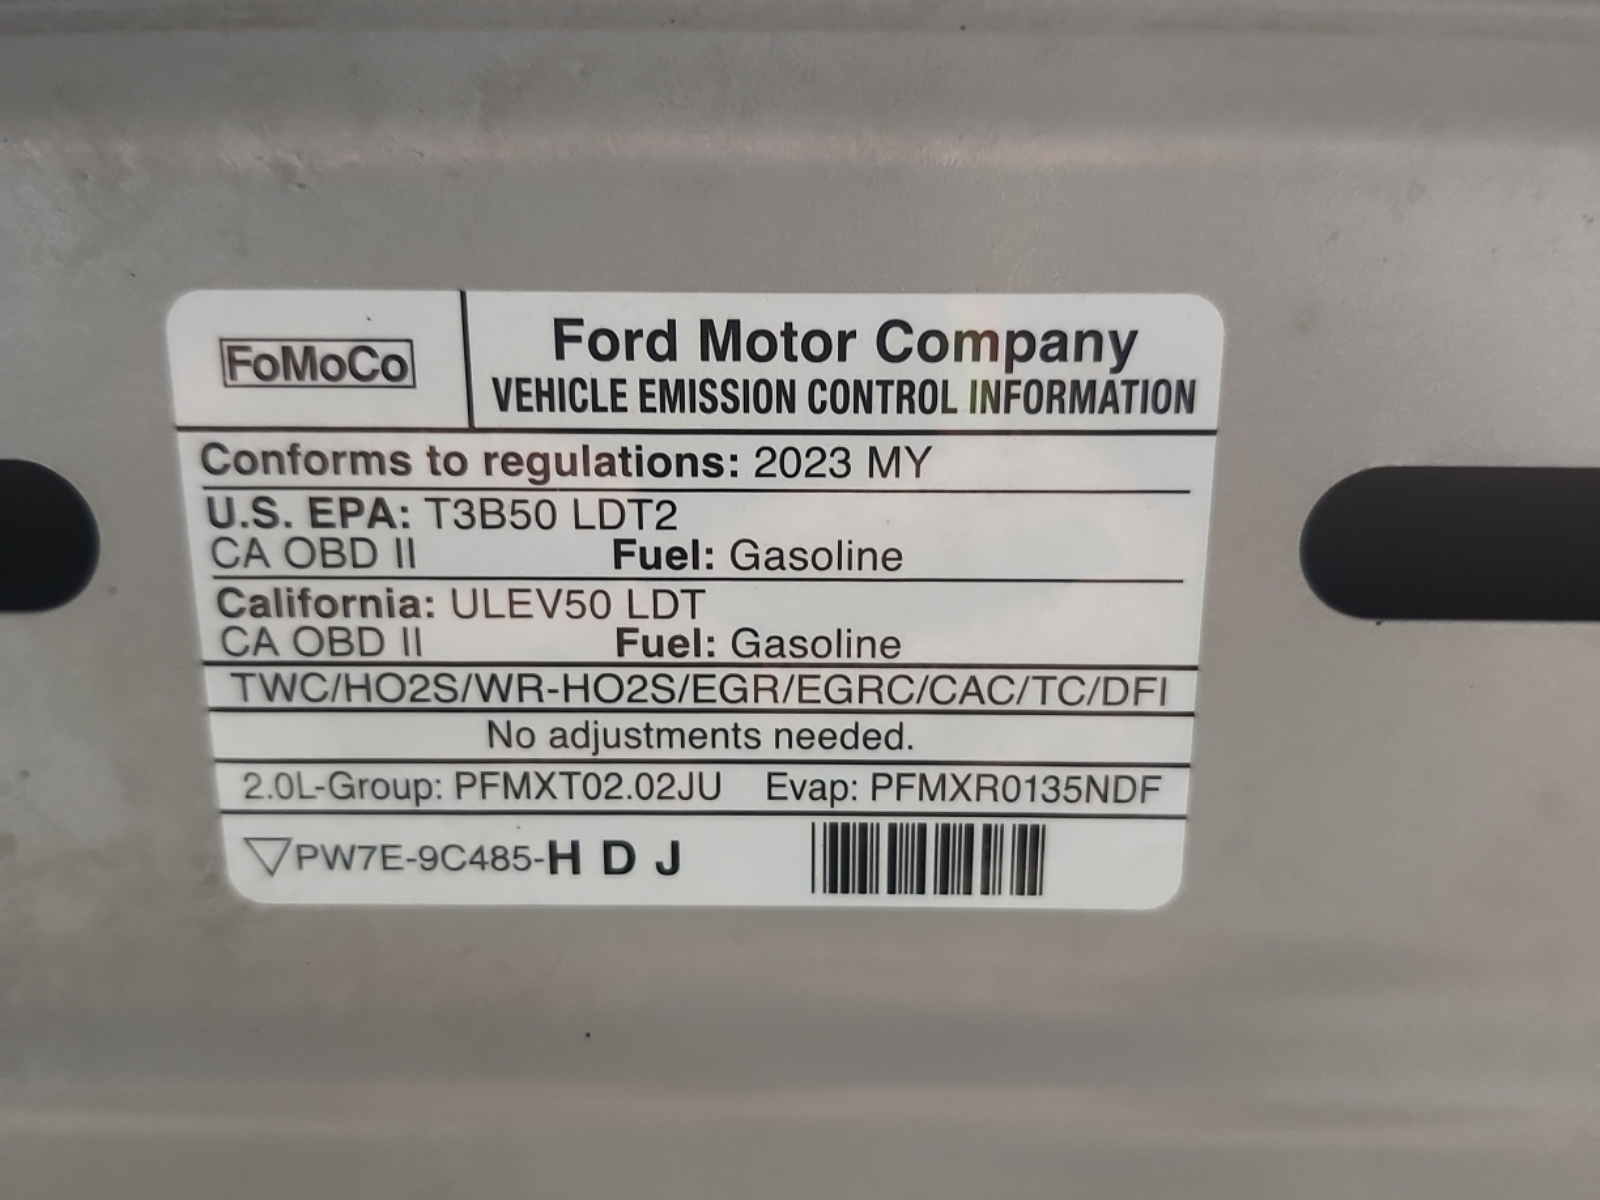 FoMoCo
Ford Motor Company
VEHICLE EMISSION CONTROL INFORMATION
Conforms to regulations: 2023 MY
U.S. EPA: T3B50 LDT2
CA OBD II Fuel: Gasoline
California: ULEV50 LDT
CA OBD II Fuel: Gasoline
TWC/HO2S/WR-HO2S/EGR/EGRC/CAC/TC/DFI
No adjustments needed.
2.0L-Group: PFMXT02.02JU Evap: PFMXR0135NDF
▽PW7E-9C485-H D J